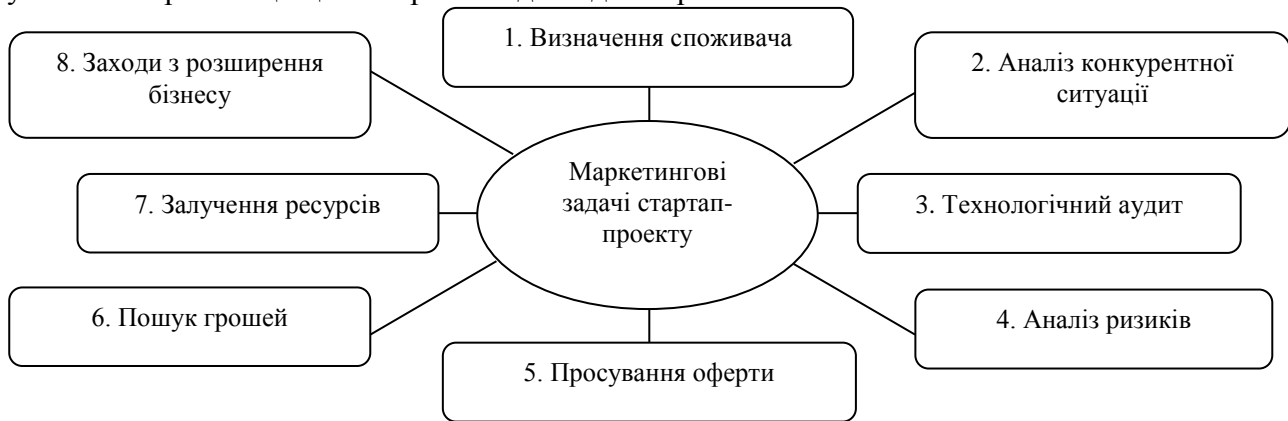 1. Визначення споживача
8. Заходи з розширення
бізнесу
2. Аналіз конкурентної
ситуації
Маркетингові
задачі стартап-
проекту
7. Залучення ресурсів
3. Технологічний аудит
6. Пошук грошей
4. Аналіз ризиків
5. Просування оферти